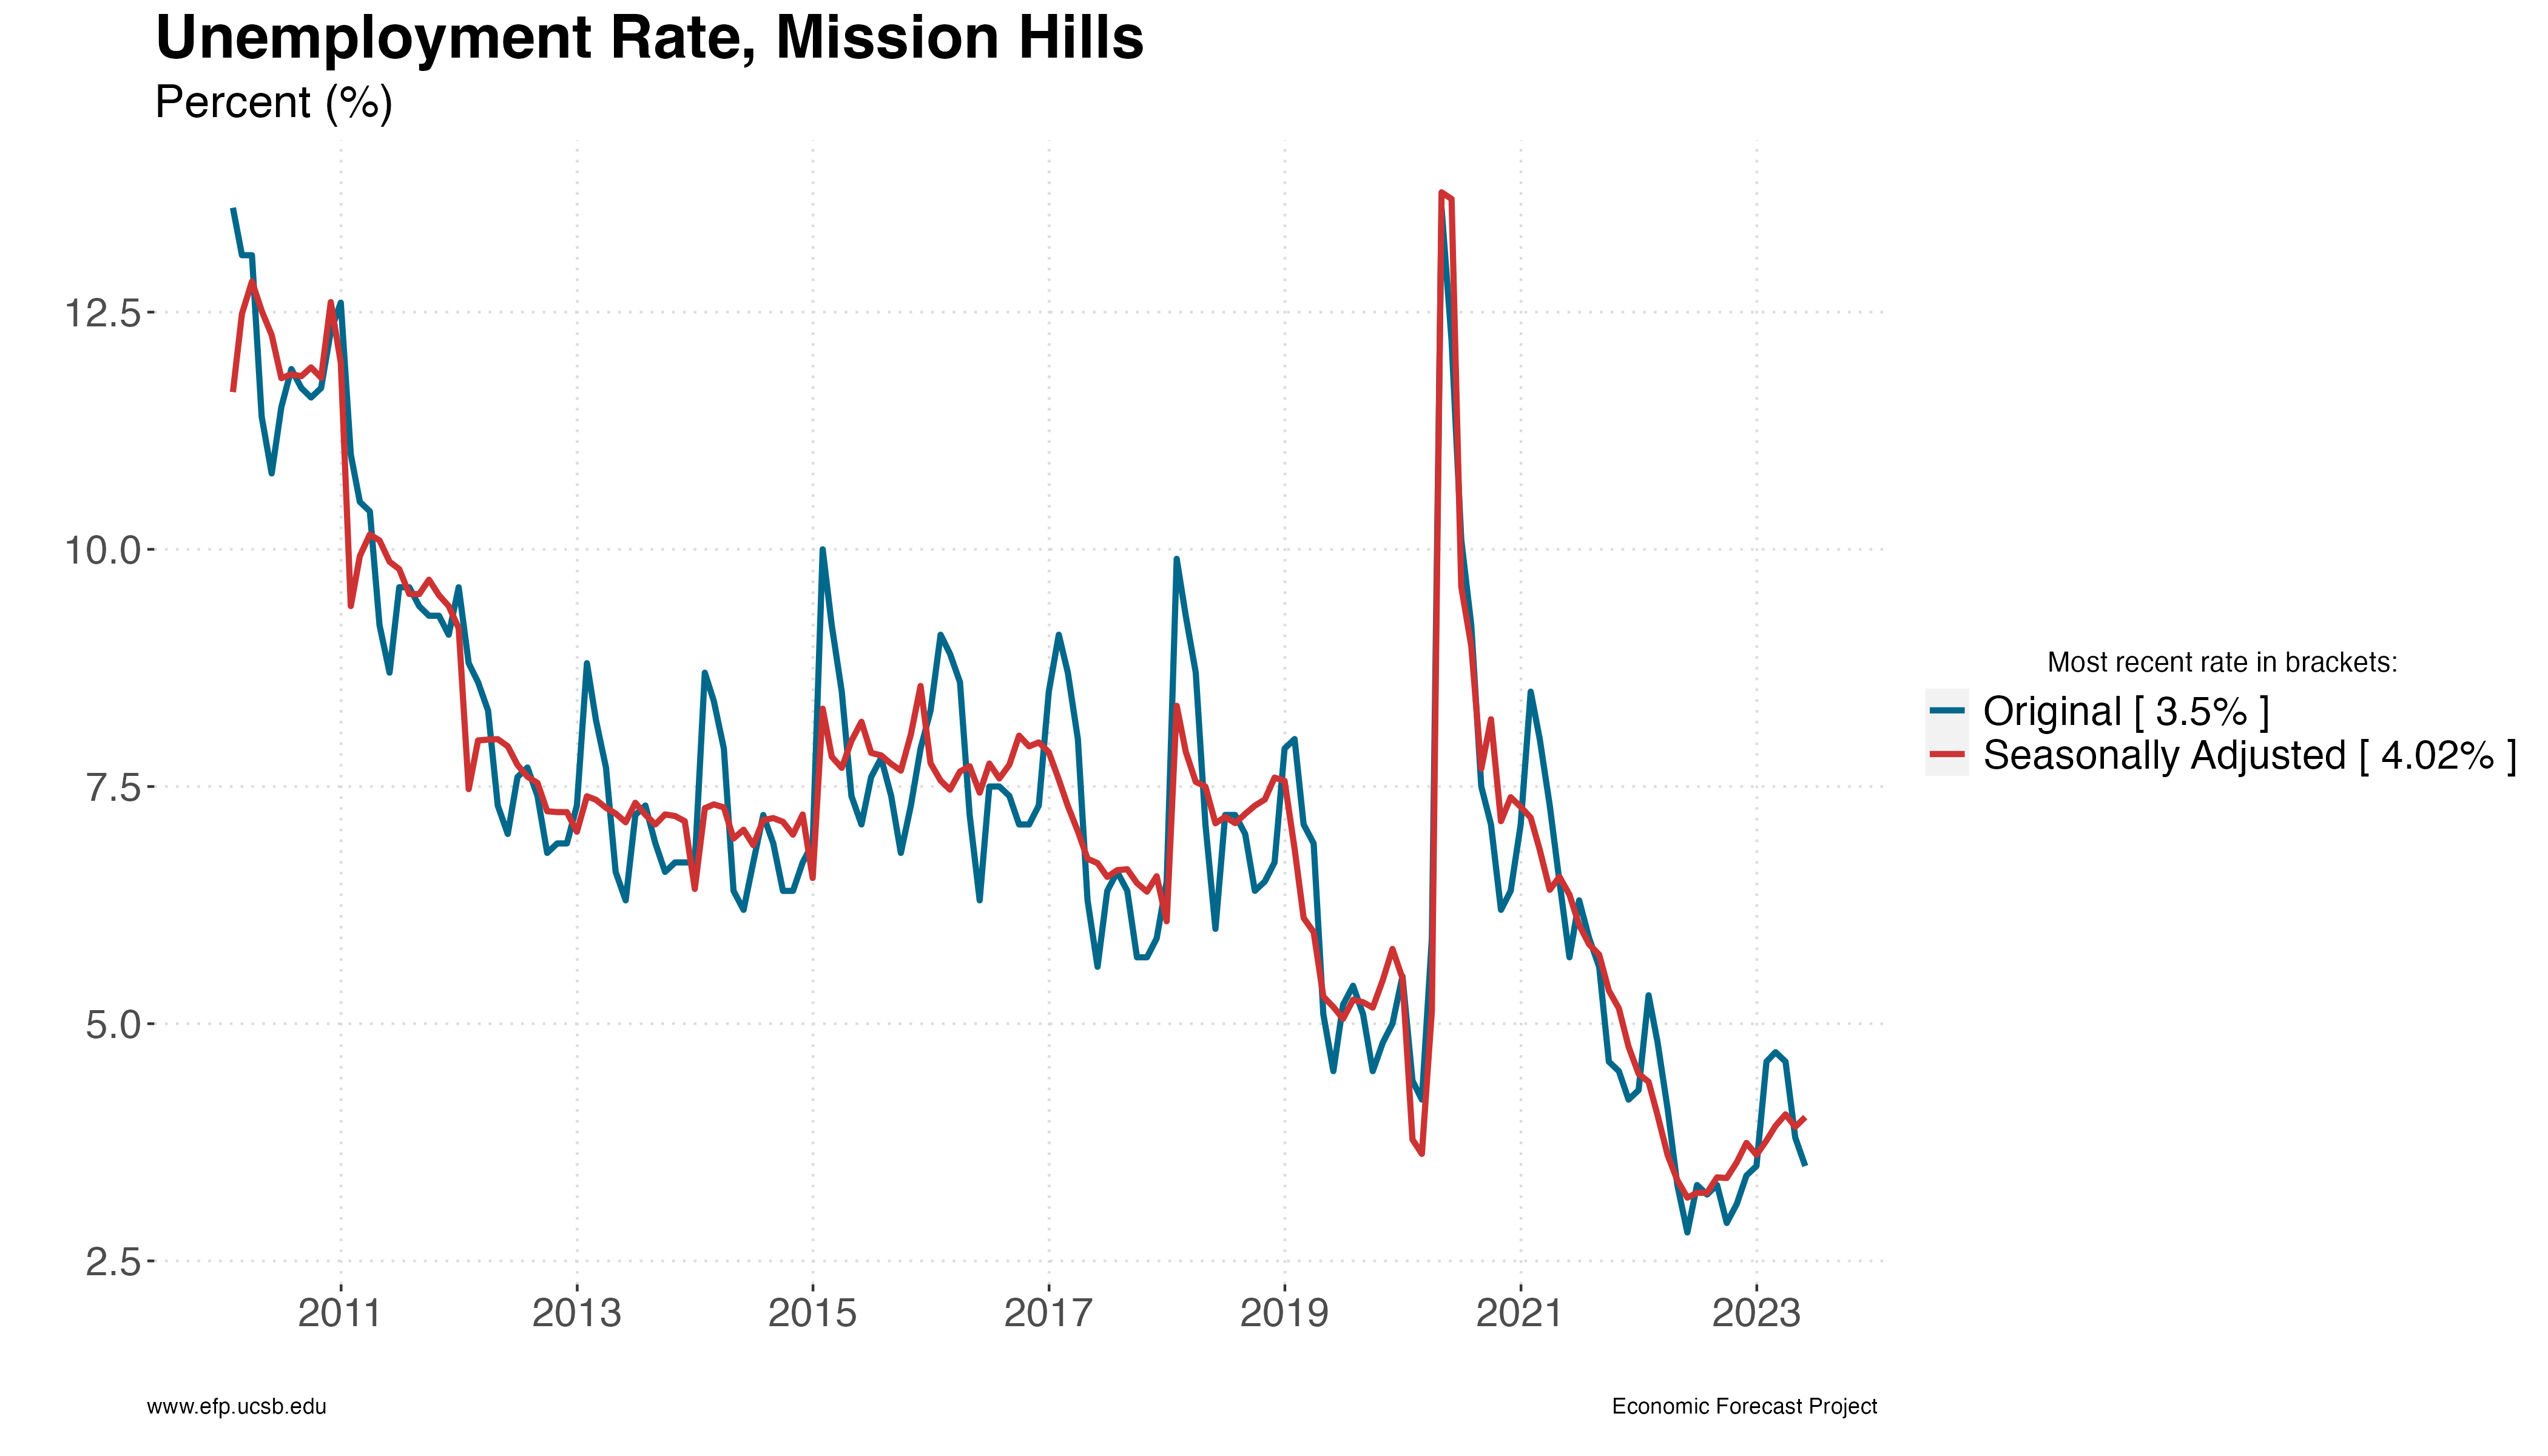 Unemployment Rate, Mission Hills
Percent (%)
12.5
10.0
7.5
5.0
2.5
2011 2013 2015 2017 2019 2021 2023
Most recent rate in brackets:
Original [ 3.5% ]
Seasonally Adjusted [ 4.02% ]
www.efp.ucsb.edu Economic Forecast Project